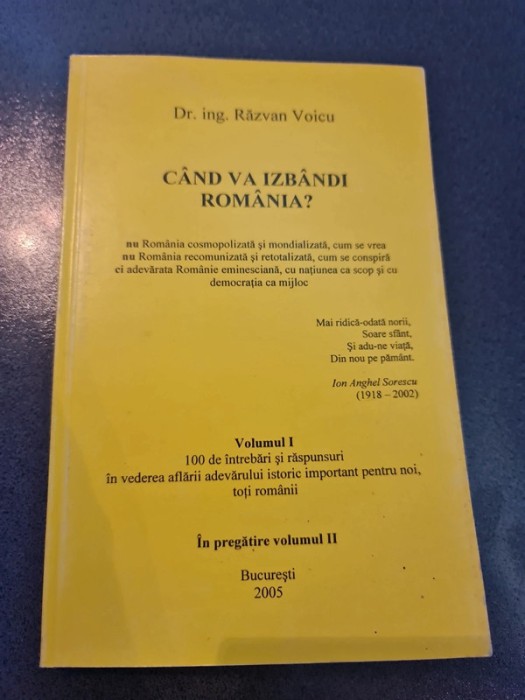 Dr. ing. Răzvan Voicu
CÂND VA IZBÂNDI
ROMÂNIA?
nu România cosmopolizată şi mondializată, cum se vrea
nu România recomunizată şi retotalizată, cum se conspiră
ci adevărata Românie eminesciană, cu naţiunea ca scop şi cu
democraţia ca mijloc
Mai ridică-odată norii,
Soare sfânt,
Şi adu-ne viaţă,
Din nou pe pământ.
Ion Anghel Sorescu
(1918 – 2002)
Volumul I
100 de întrebări şi răspunsuri
în vederea aflării adevărului istoric important pentru noi,
toţi românii
În pregătire volumul II
Bucureşti
2005